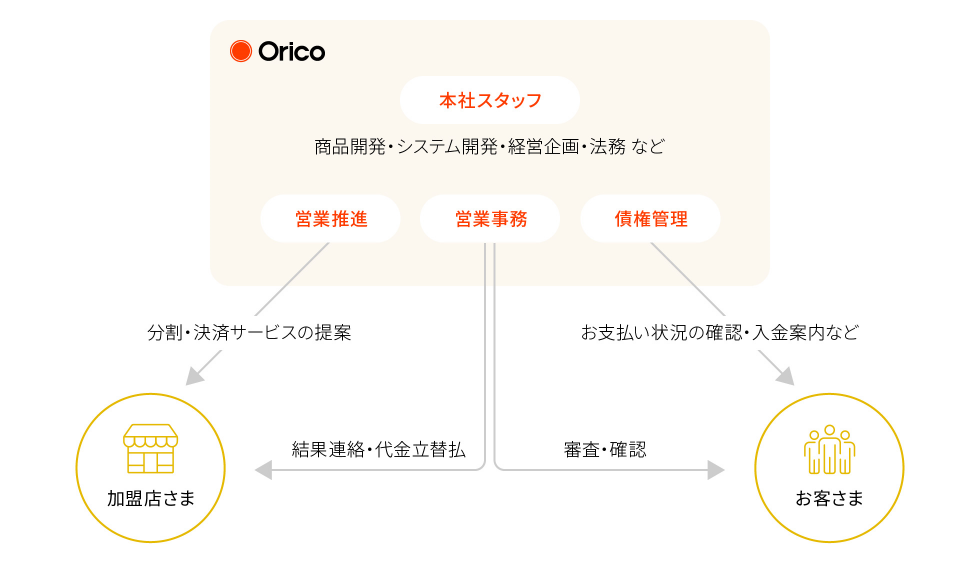 Orico
本社スタッフ
商品開発・システム開発・経営企画・法務 など
営業推進
営業事務
債権管理
分割・決済サービスの提案
お支払い状況の確認・入金案内など
結果連絡・代金立替払
審査・確認
加盟店さま
お客さま